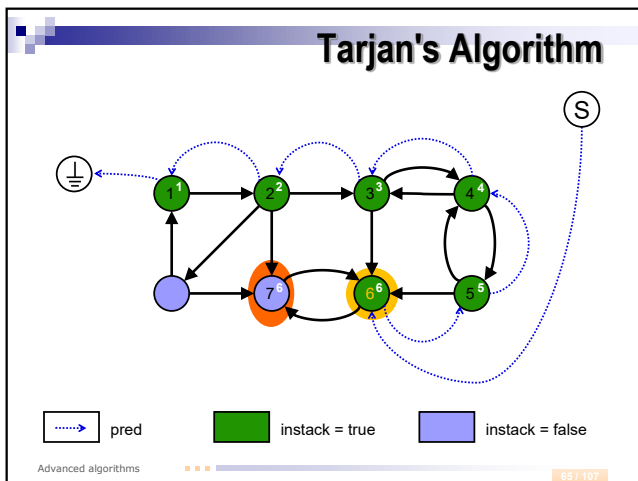 Tarjan's Algorithm
S
1 1
2 2
3 3
4 4
7 6
6 6
5 5
pred
instack = true
instack = false
Advanced algorithms
65 / 107